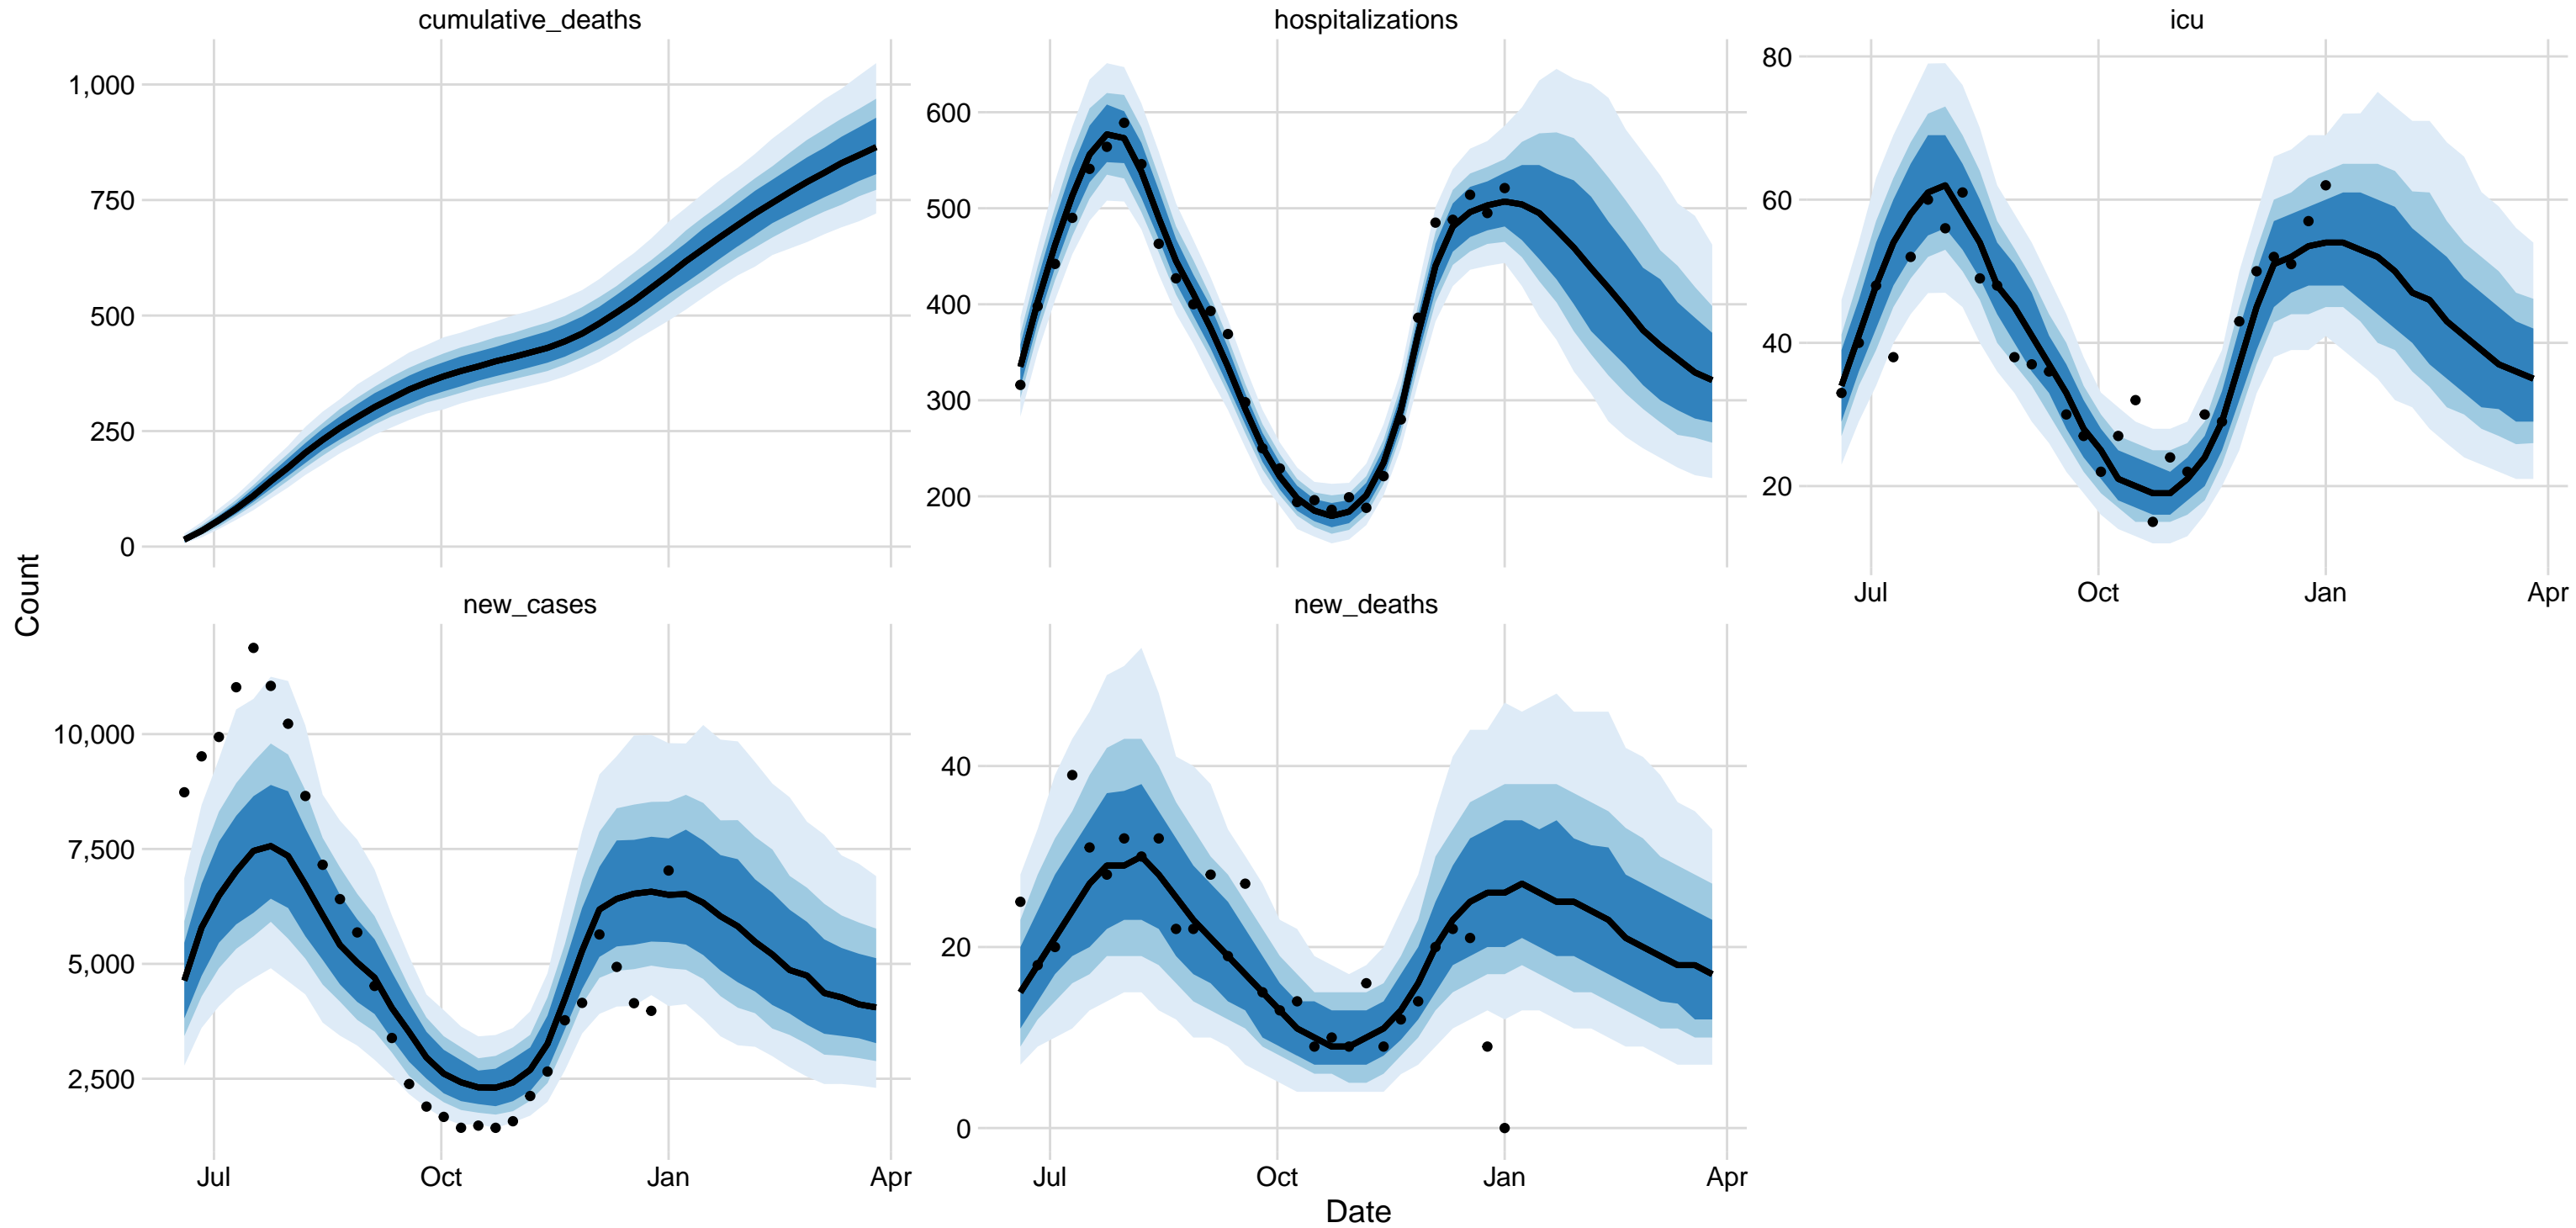 cumulative_deaths
hospitalizations
icu
1,000
750
500
250
0
600
500
400
300
200
80
60
40
20
Jul Oct Jan Apr
Count
new_cases
new_deaths
10,000
7,500
5,000
2,500
40
20
0
Jul Oct Jan Apr
Jul Oct Jan Apr
Date